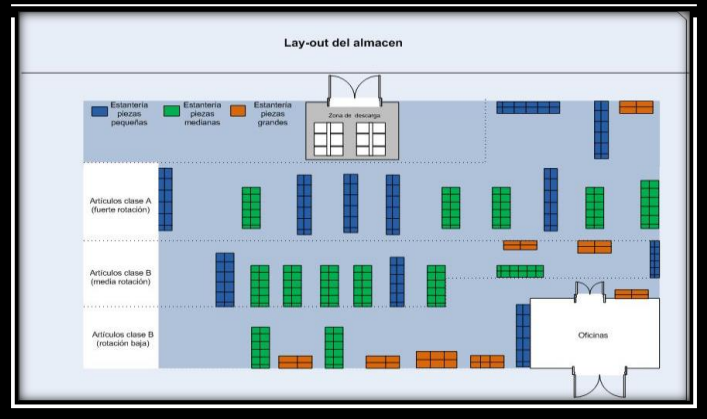 Lay-out del almacen
Estantería
piezas
pequeñas
Estantería
piezas
medianas
Estantería
piezas
grandes
Zona de descarga
Artículos clase A
(fuerte rotación)
Artículos clase B
(media rotación)
Artículos clase B
(rotación baja)
Oficinas